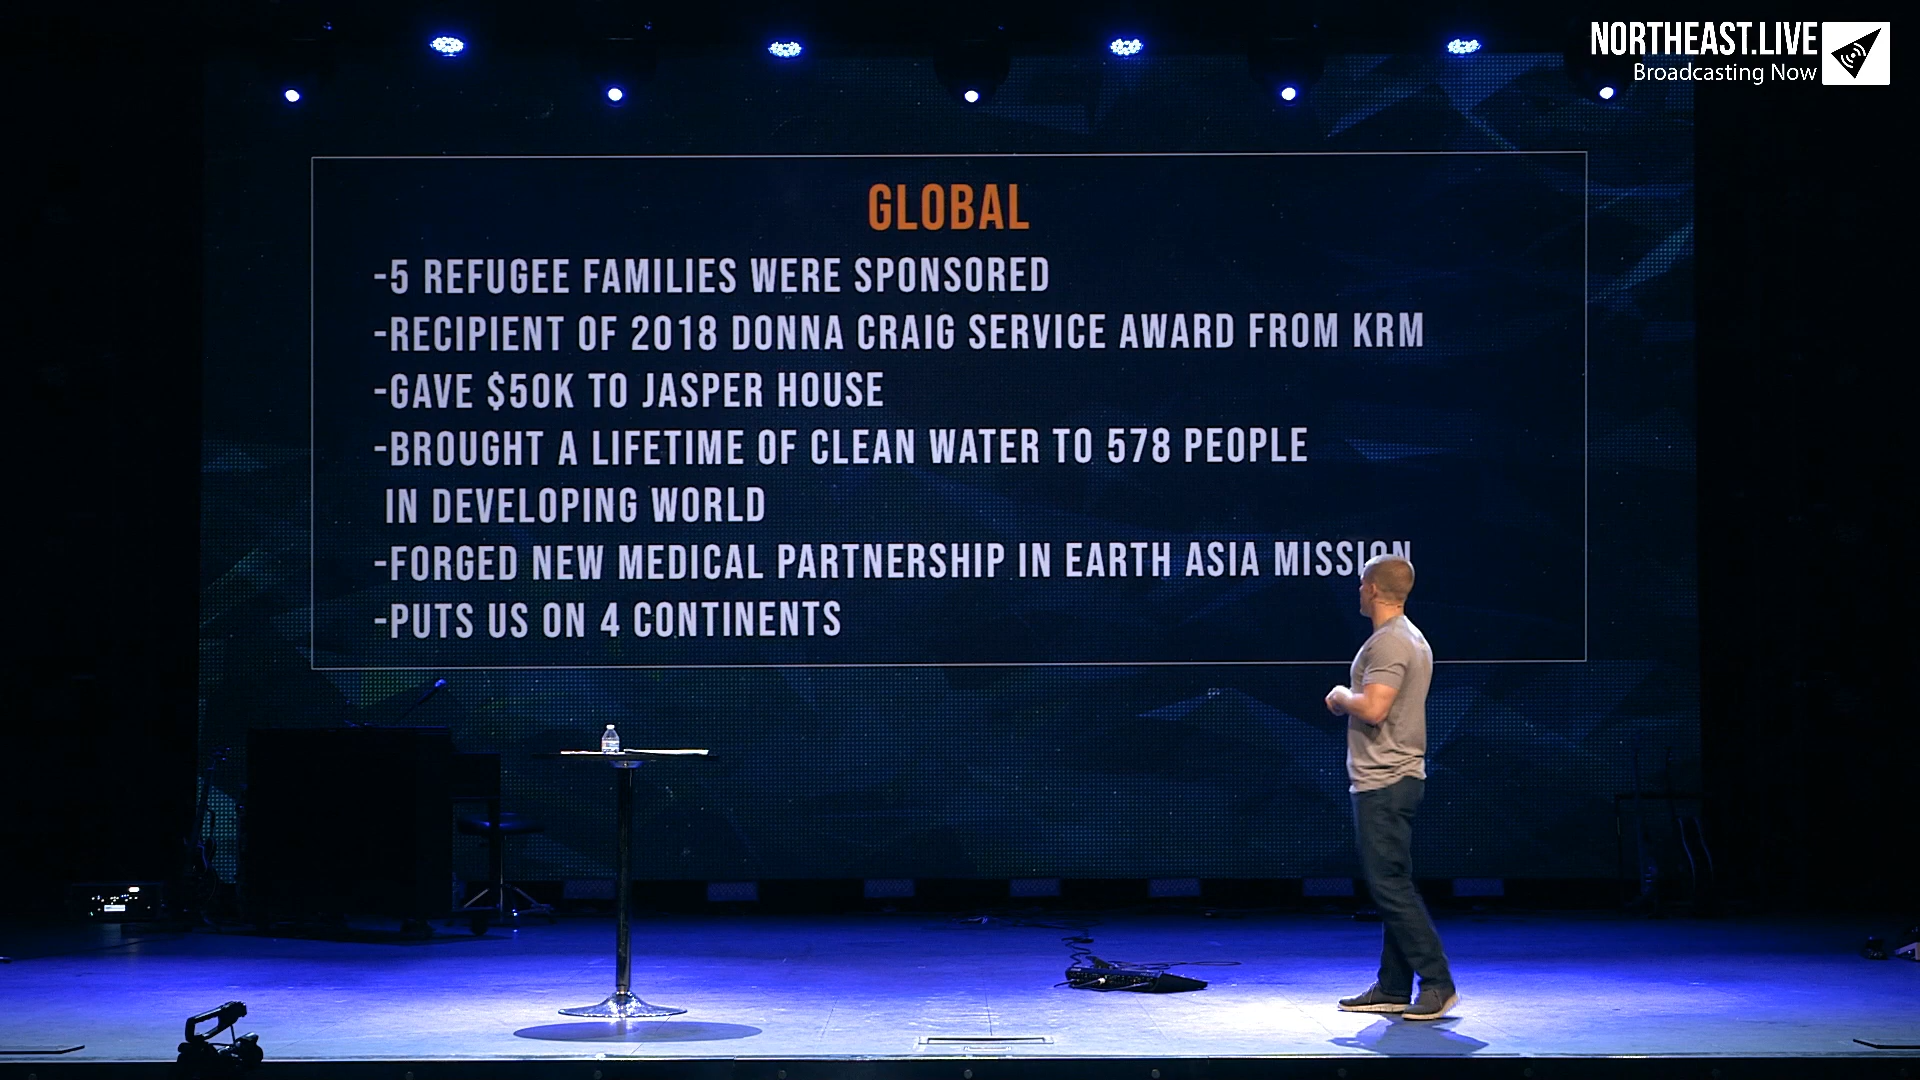 NORTHEAST.LIVE
Broadcasting Now
GLOBAL
-5 REFUGEE FAMILIES WERE SPONSORED
-RECIPIENT OF 2018 DONNA CRAIG SERVICE AWARD FROM KRM
-GAVE $50K TO JASPER HOUSE
-BROUGHT A LIFETIME OF CLEAN WATER TO 578 PEOPLE
IN DEVELOPING WORLD
-FORGED NEW MEDICAL PARTNERSHIP IN EARTH ASIA MISSION
-PUTS US ON 4 CONTINENTS